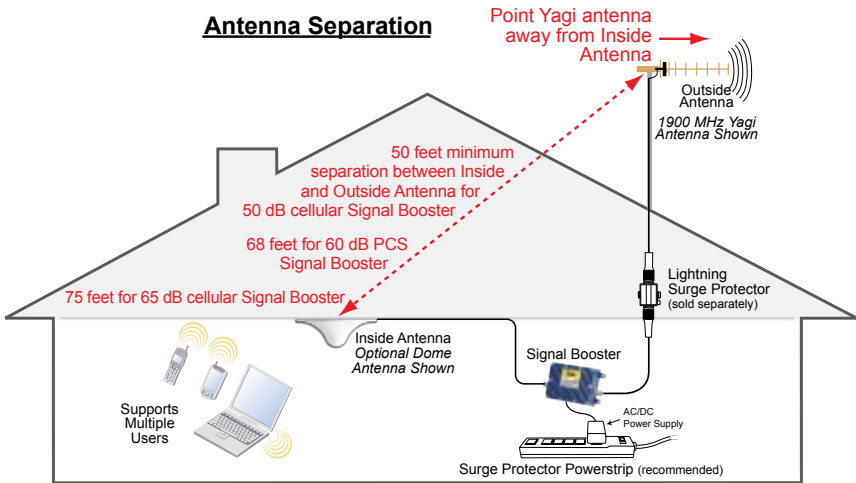 Antenna Separation
Point Yagi antenna
away from Inside
Antenna
Outside
Antenna
1900 MHz Yagi
Antenna Shown
50 feet minimum
separation between Inside
and Outside Antenna for
50 dB cellular Signal Booster
68 feet for 60 dB PCS
Signal Booster
75 feet for 65 dB cellular Signal Booster
Lightning
Surge Protector
(sold separately)
Inside Antenna
Optional Dome
Antenna Shown
Signal Booster
Supports
Multiple
Users
AC/DC
Power Supply
Surge Protector Powerstrip (recommended)